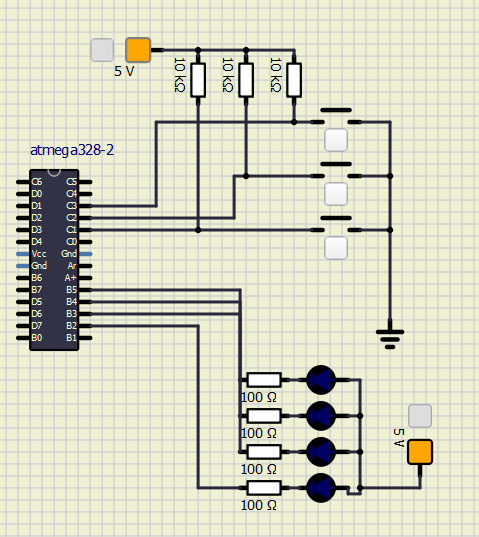 5 V
10 kΩ
10 kΩ
10 kΩ
atmega328-2
C6 C5
D0 C4
D1 C3
D2 C2
D3 C1
D4 C0
Vcc Gnd
Gnd Ar
B6 A+
B7 B5
D5 B4
D6 B3
D7 B2
B0 B1
100 Ω
100 Ω
100 Ω
100 Ω
5 V